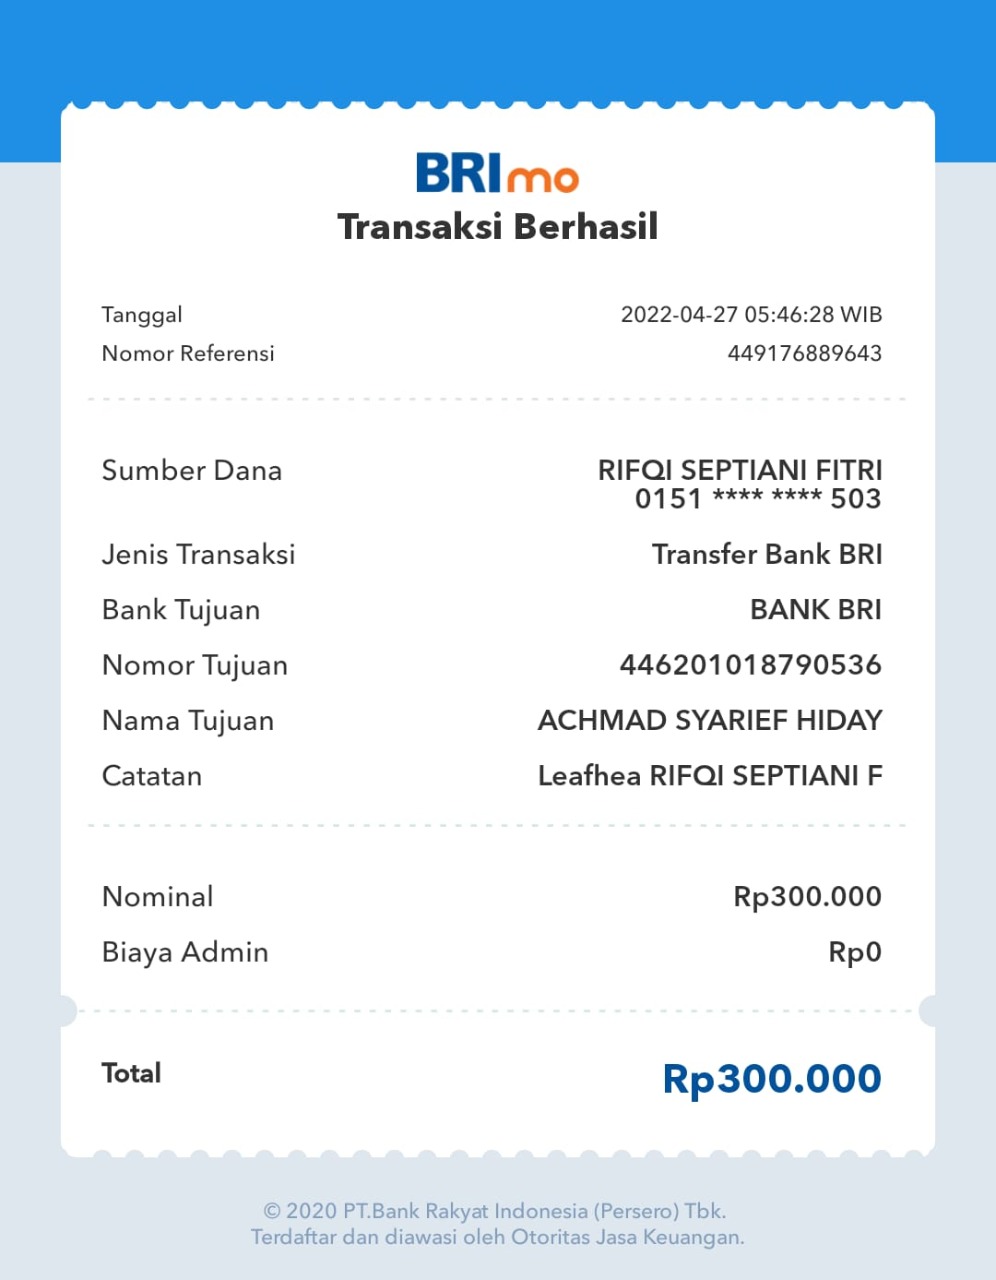 BRImo
Transaksi Berhasil
Tanggal 2022-04-27 05:46:28 WIB
Nomor Referensi 449176889643
Sumber Dana RIFQI SEPTIANI FITRI
0151 **** **** 503
Jenis Transaksi Transfer Bank BRI
Bank Tujuan BANK BRI
Nomor Tujuan 446201018790536
Nama Tujuan ACHMAD SYARIEF HIDAY
Catatan Leafhea RIFQI SEPTIANI F
Nominal Rp300.000
Biaya Admin Rp0
Total Rp300.000
© 2020 PT.Bank Rakyat Indonesia (Persero) Tbk.
Terdaftar dan diawasi oleh Otoritas Jasa Keuangan.